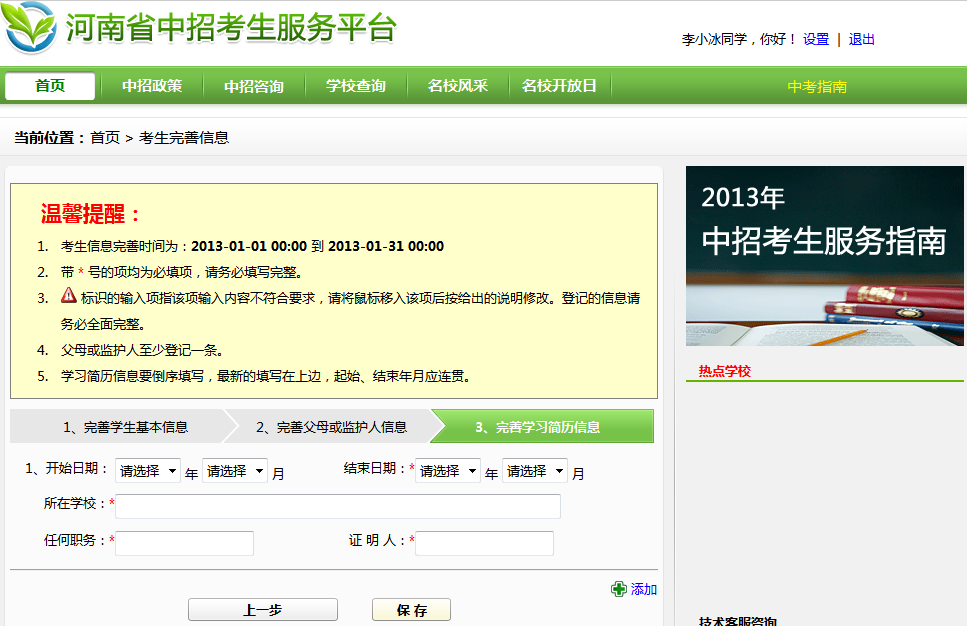 河南省中招考生服务平台
李小冰同学，你好！ 设置 | 退出
首页 中招政策 中招咨询 学校查询 名校风采 名校开放日 中考指南
当前位置：首页 > 考生完善信息
温馨提醒：
1. 考生信息完善时间为：2013-01-01 00:00 到 2013-01-31 00:00
2. 带 * 号的项均为必填项，请务必填写完整。
3. 标识的输入项指该项输入内容不符合要求，请将鼠标移入该项后按给出的说明修改。登记的信息请
务必全面完整。
4. 父母或监护人至少登记一条。
5. 学习简历信息要倒序填写，最新的填写在上边，起始、结束年月应连贯。
1、完善学生基本信息 2、完善父母或监护人信息 3、完善学习简历信息
1、开始日期： 请选择 年 请选择 月 结束日期：* 请选择 年 请选择 月
所在学校：*
任何职务：* 证 明 人：*
添加
上一步 保 存
2013年
中招考生服务指南
热点学校
技术客服咨询